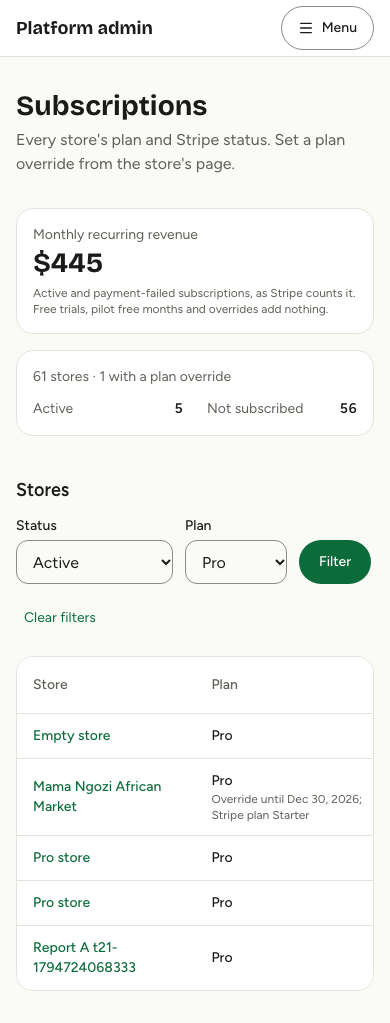 Platform admin
Menu
Subscriptions
Every store's plan and Stripe status. Set a plan
override from the store's page.
Monthly recurring revenue
$445
Active and payment-failed subscriptions, as Stripe counts it.
Free trials, pilot free months and overrides add nothing.
61 stores · 1 with a plan override
Active 5 Not subscribed 56
Stores
Status Plan
Active Pro Filter
Clear filters
Store Plan
Empty store Pro
Mama Ngozi African
Market
Pro
Override until Dec 30, 2026;
Stripe plan Starter
Pro store Pro
Pro store Pro
Report A t21-
1794724068333
Pro